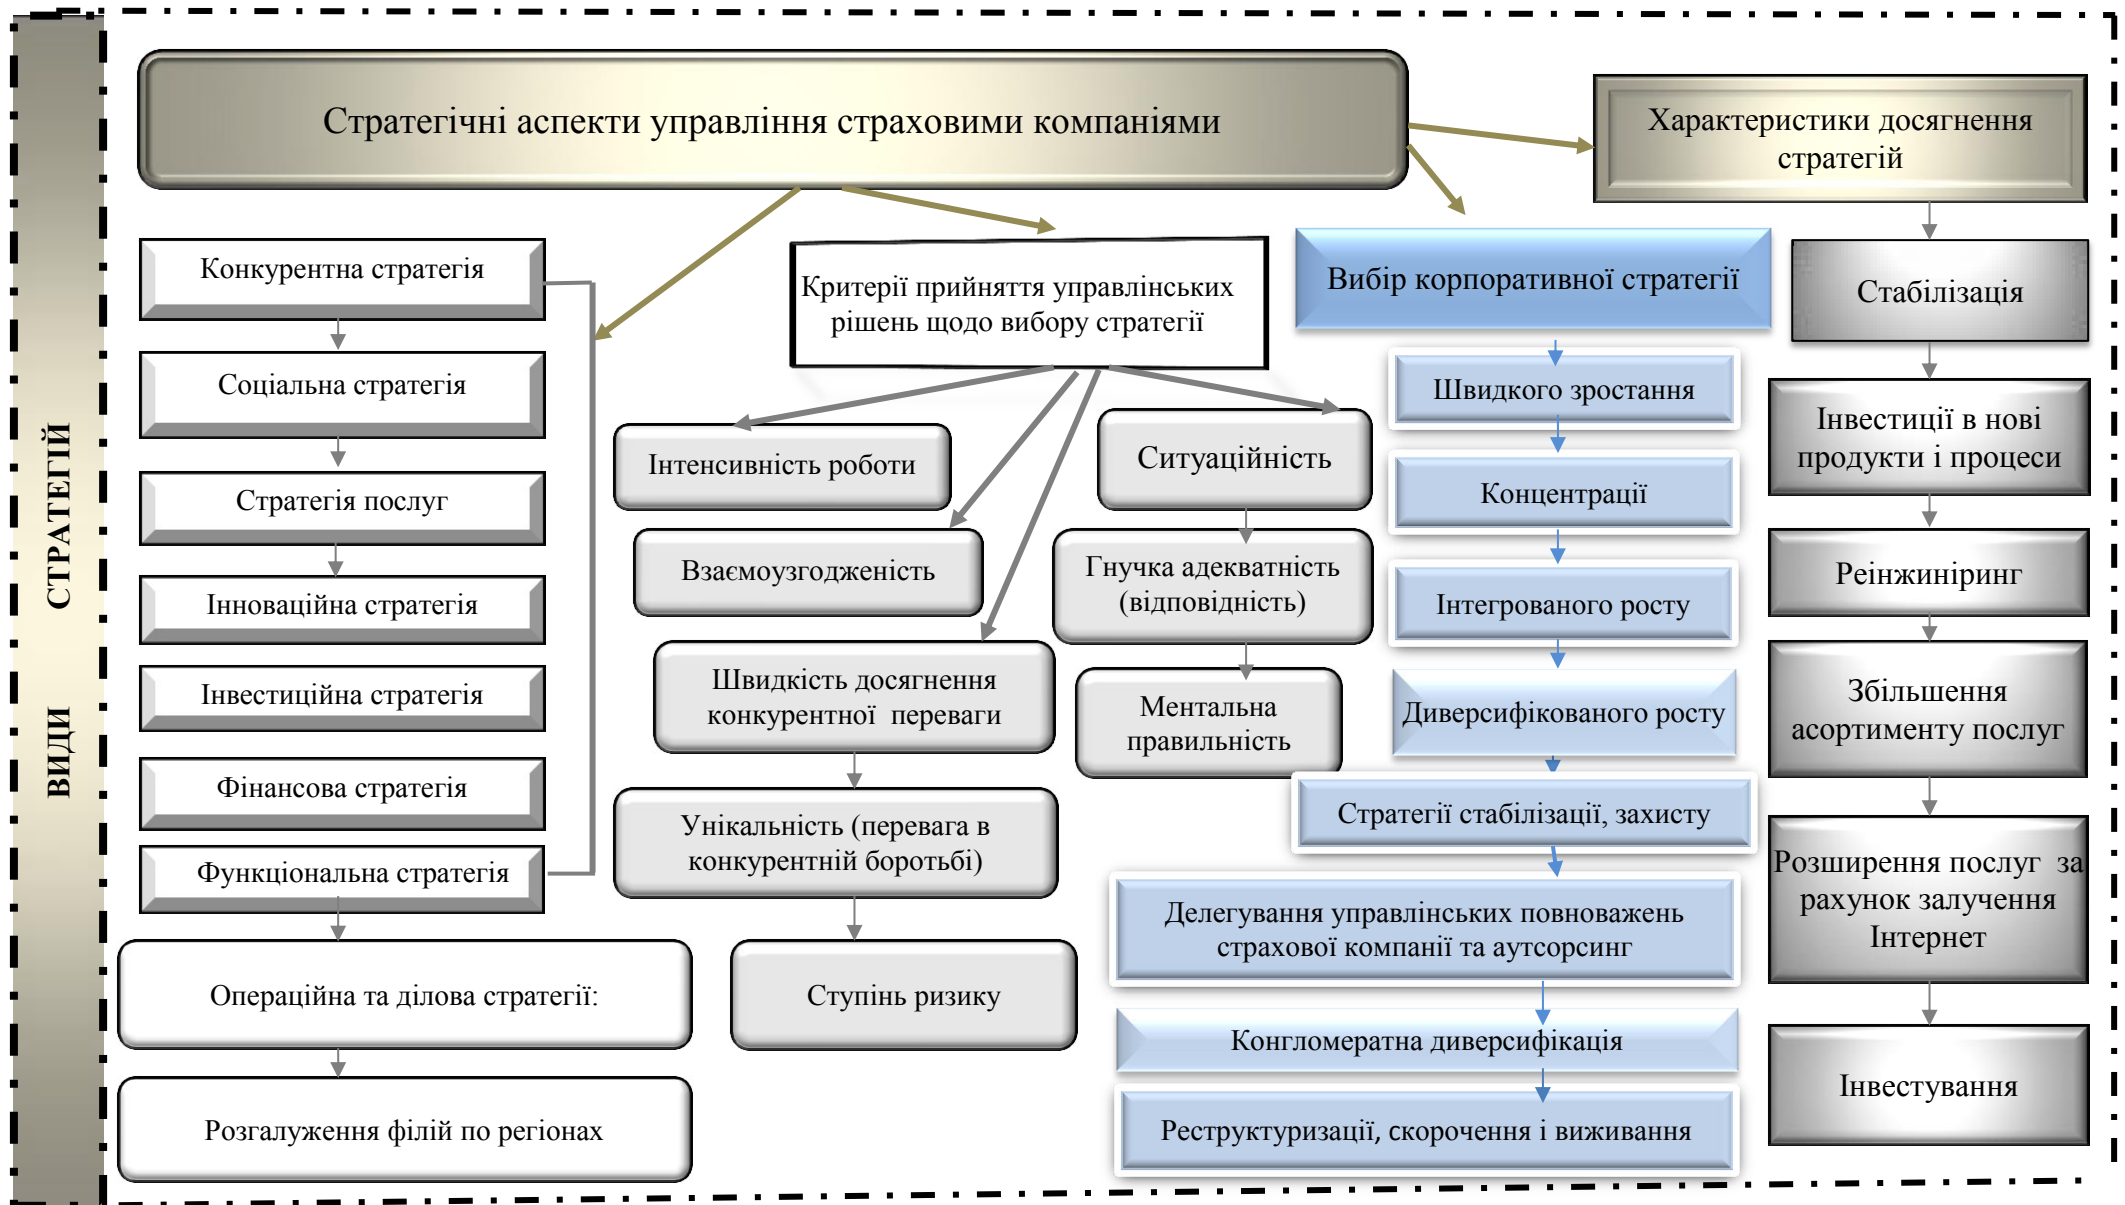 Стратегічні аспекти управління страховими компаніями
Характеристики досягнення
стратегій
ВИДИ СТРАТЕГІЙ
Конкурентна стратегія
Соціальна стратегія
Стратегія послуг
Інноваційна стратегія
Інвестиційна стратегія
Фінансова стратегія
Функціональна стратегія
Операційна та ділова стратегії:
Розгалуження філій по регіонах
Критерії прийняття управлінських
рішень щодо вибору стратегії
Інтенсивність роботи
Взаємоузгодженість
Швидкість досягнення
конкурентної переваги
Унікальність (перевага в
конкурентній боротьбі)
Ступінь ризику
Ситуаційність
Гнучка адекватність
(відповідність)
Ментальна
правильність
Вибір корпоративної стратегії
Швидкого зростання
Концентрації
Інтегрованого росту
Диверсифікованого росту
Стратегії стабілізації, захисту
Делегування управлінських повноважень
страхової компанії та аутсорсинг
Конгломератна диверсифікація
Реструктуризації, скорочення і виживання
Стабілізація
Інвестиції в нові
продукти і процеси
Реінжиніринг
Збільшення
асортименту послуг
Розширення послуг за
рахунок залучення
Інтернет
Інвестування